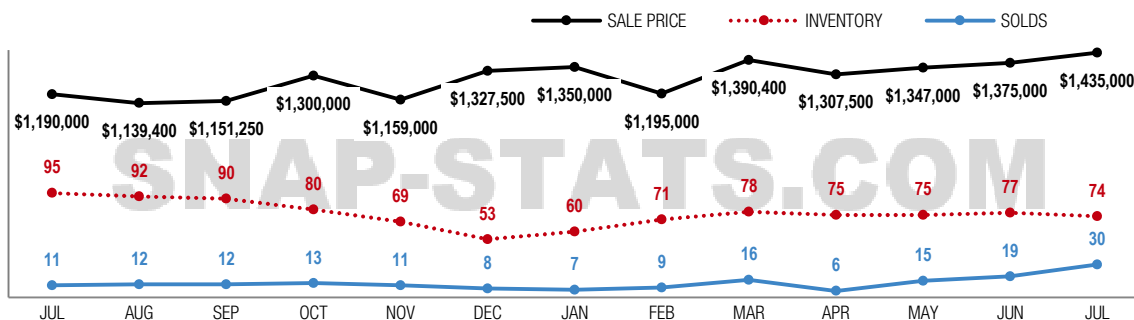 SALE PRICE INVENTORY SOLDS
$1,190,000 $1,139,400 $1,151,250 $1,300,000 $1,159,000 $1,327,500 $1,350,000 $1,195,000 $1,390,400 $1,307,500 $1,347,000 $1,375,000 $1,435,000
SNAP-STATS.COM
95 92 90 80 69 53 60 71 78 75 75 77 74
11 12 12 13 11 8 7 9 16 6 15 19 30
JUL AUG SEP OCT NOV DEC JAN FEB MAR APR MAY JUN JUL